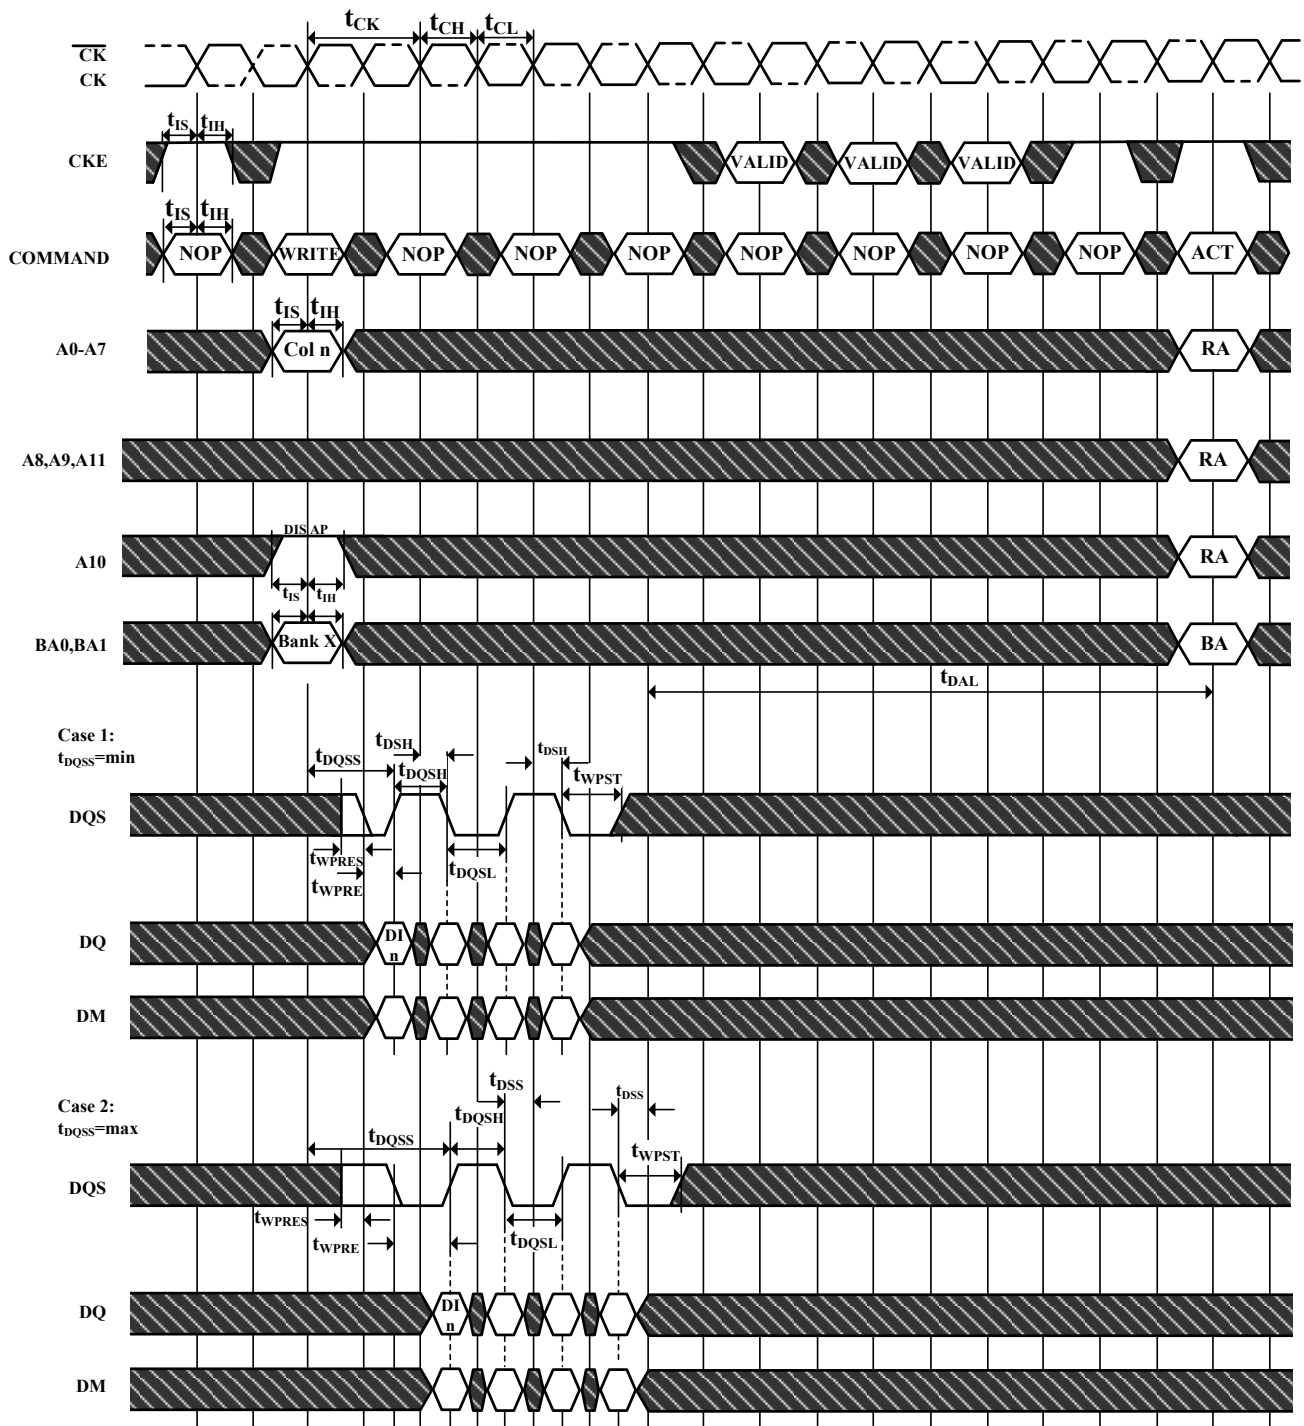 tCK tCH tCL
CK
CK
tIS tIH
CKE VALID VALID VALID
tIS tIH
COMMAND NOP WRITE NOP NOP NOP NOP NOP NOP NOP ACT
tIS tIH
A0-A7 Col n RA
A8,A9,A11 RA
DIS AP
A10 RA
tIS tIH
BA0,BA1 Bank X BA
tDAL
Case 1:
tDQSS=min
tDQSS tDSH tDSH
tDQSH tWPST
DQS
tWPRES tDQSL
tWPRE
DQ DI
n
DM
Case 2:
tDQSS=max
tDSS tDSS
tDQSS tDQSH tWPST
DQS
tWPRES
tWPRE tDQSL
DQ DI
n
DM